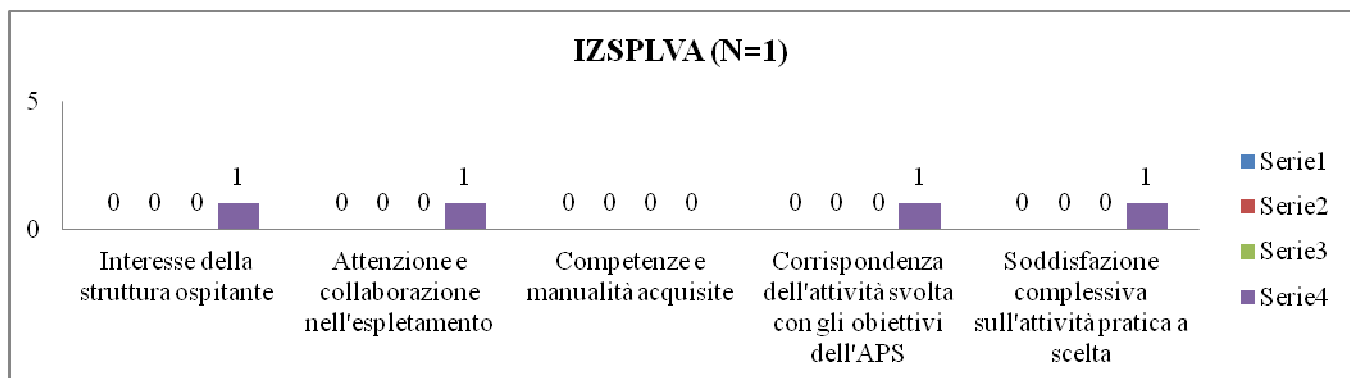 IZSPLVA (N=1)
5
0
0 0 0 1
0 0 0 1
0 0 0 0
0 0 0 1
0 0 0 1
Interesse della
struttura ospitante
Attenzione e
collaborazione
nell'espletamento
Competenze e
manualità acquisite
Corrispondenza
dell'attività svolta
con gli obiettivi
dell'APS
Soddisfazione
complessiva
sull'attività pratica a
scelta
Serie1
Serie2
Serie3
Serie4